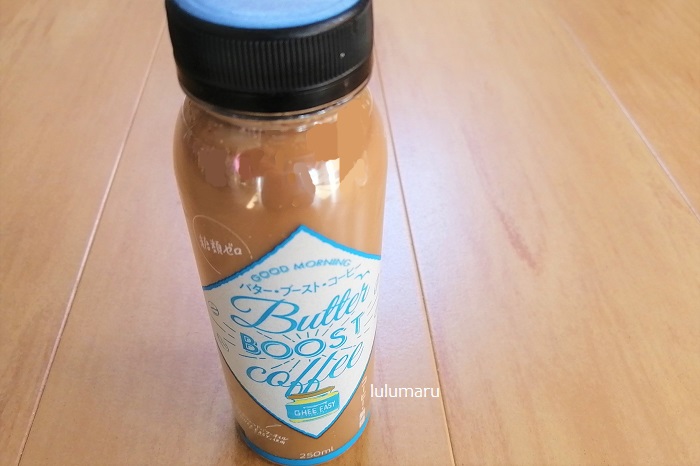 糖類ゼロ
GOOD MORNING
バター・ブースト・コーヒー
Butter
BOOST
coffee
GHEE EASY
250ml
lulumaru